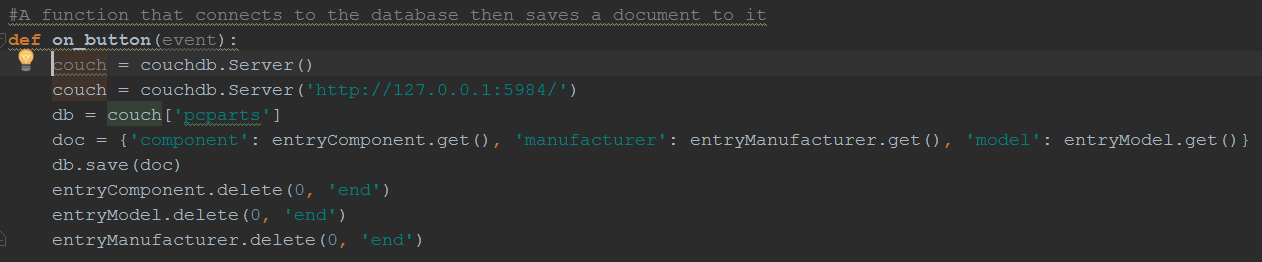 #A function that connects to the database then saves a document to it
def on_button(event):
    couch = couchdb.Server()
    couch = couchdb.Server('http://127.0.0.1:5984/')
    db = couch['pcparts']
    doc = {'component': entryComponent.get(), 'manufacturer': entryManufacturer.get(), 'model': entryModel.get()}
    db.save(doc)
    entryComponent.delete(0, 'end')
    entryModel.delete(0, 'end')
    entryManufacturer.delete(0, 'end')